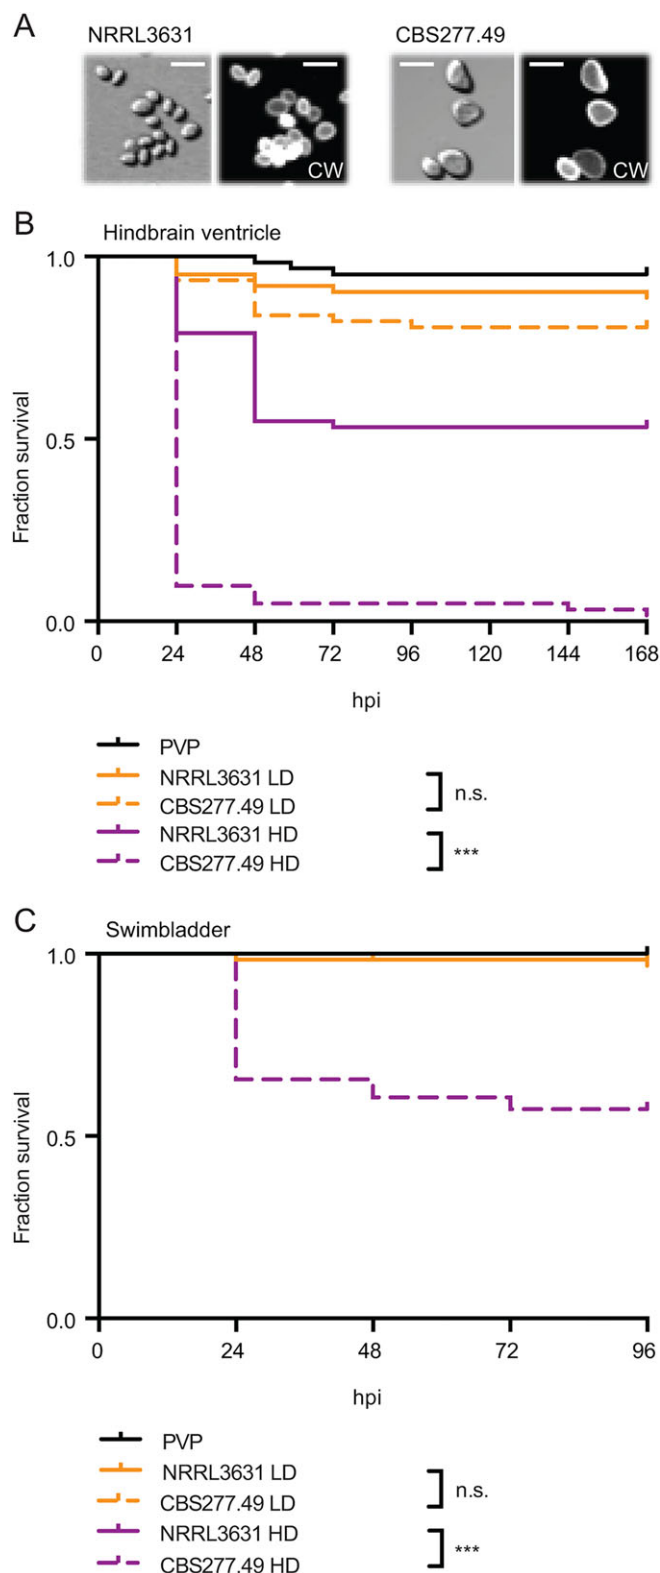 A
NRRL3631 CBS277.49
CW CW
B
Hindbrain ventricle
1.0
0.5
0.0
Fraction survival
0 24 48 72 96 120 144 168
hpi
PVP
NRRL3631 LD
CBS277.49 LD
n.s.
NRRL3631 HD
CBS277.49 HD
***
C
Swimbladder
1.0
0.5
0.0
Fraction survival
0 24 48 72 96
hpi
PVP
NRRL3631 LD
CBS277.49 LD
n.s.
NRRL3631 HD
CBS277.49 HD
***